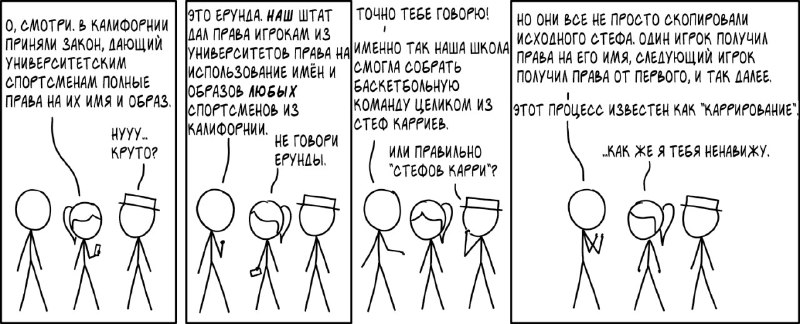 О, СМОТРИ. В КАЛИФОРНИИ
ПРИНЯЛИ ЗАКОН, ДАЮЩИЙ
УНИВЕРСИТЕТСКИМ
СПОРТСМЕНАМ ПОЛНЫЕ
ПРАВА НА ИХ ИМЯ И ОБРАЗ.
НУУУ...
КРУТО?
ЭТО ЕРУНДА. НАШ ШТАТ
ДАЛ ПРАВА ИГРОКАМ ИЗ
УНИВЕРСИТЕТОВ ПРАВА НА
ИСПОЛЬЗОВАНИЕ ИМЁН И
ОБРАЗОВ ЛЮБЫХ
СПОРТСМЕНОВ ИЗ
КАЛИФОРНИИ.
НЕ ГОВОРИ
ЕРУНДЫ.
ТОЧНО ТЕБЕ ГОВОРЮ!
ИМЕННО ТАК НАША ШКОЛА
СМОГЛА СОБРАТЬ
БАСКЕТБОЛЬНУЮ
КОМАНДУ ЦЕЛИКОМ ИЗ
СТЕФ КАРРИЕВ.
ИЛИ ПРАВИЛЬНО
"СТЕФОВ КАРРИ"?
НО ОНИ ВСЕ НЕ ПРОСТО СКОПИРОВАЛИ
ИСХОДНОГО СТЕФА. ОДИН ИГРОК ПОЛУЧИЛ
ПРАВА НА ЕГО ИМЯ, СЛЕДУЮЩИЙ ИГРОК
ПОЛУЧИЛ ПРАВА ОТ ПЕРВОГО, И ТАК ДАЛЕЕ.
ЭТОТ ПРОЦЕСС ИЗВЕСТЕН КАК "КАРРИРОВАНИЕ".
...КАК ЖЕ Я ТЕБЯ НЕНАВИЖУ.